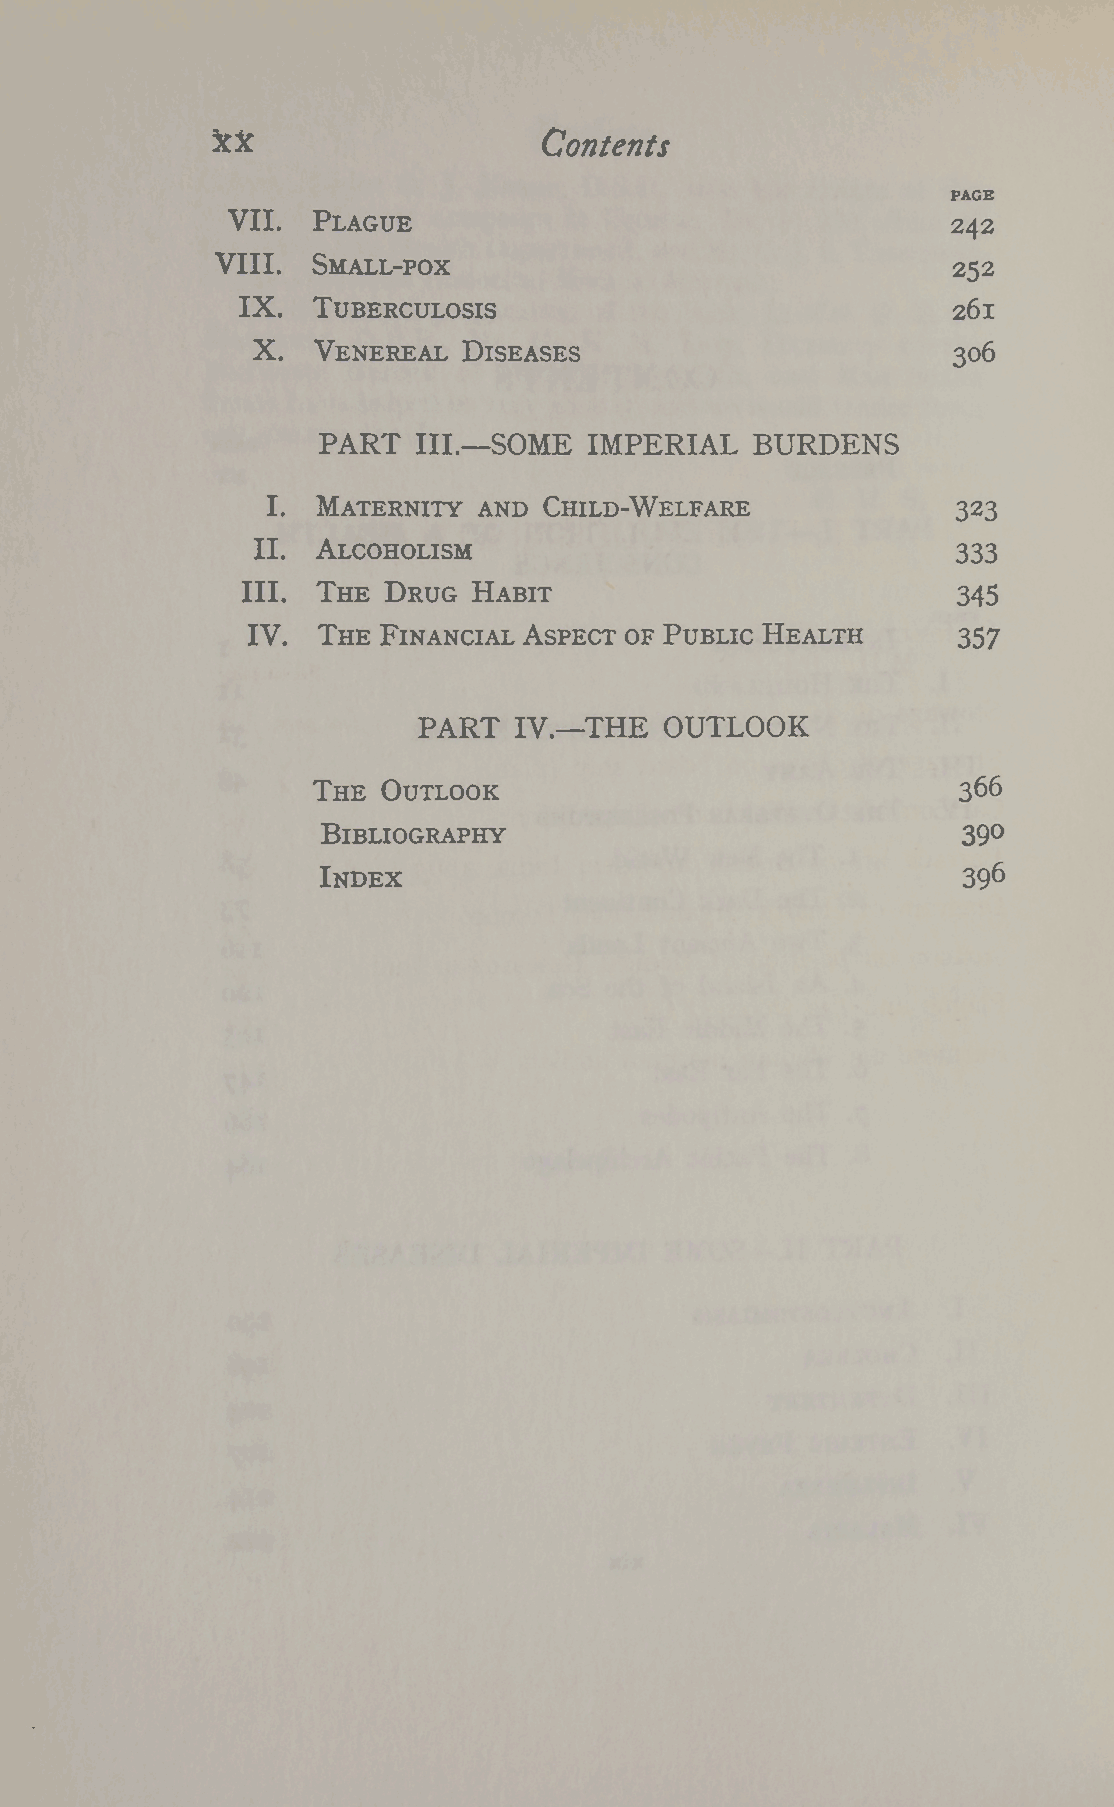 xx Contents
PAGE
VII. PLAGUE 242
VIII. SMALL-POX 252
IX. TUBERCULOSIS 261
X. VENEREAL DISEASES 306
PART III.—SOME IMPERIAL BURDENS
I. MATERNITY AND CHILD-WELFARE 323
II. ALCOHOLISM 333
III. THE DRUG HABIT 345
IV. THE FINANCIAL ASPECT OF PUBLIC HEALTH 357
PART IV.—THE OUTLOOK
THE OUTLOOK 366
BIBLIOGRAPHY 390
INDEX 396